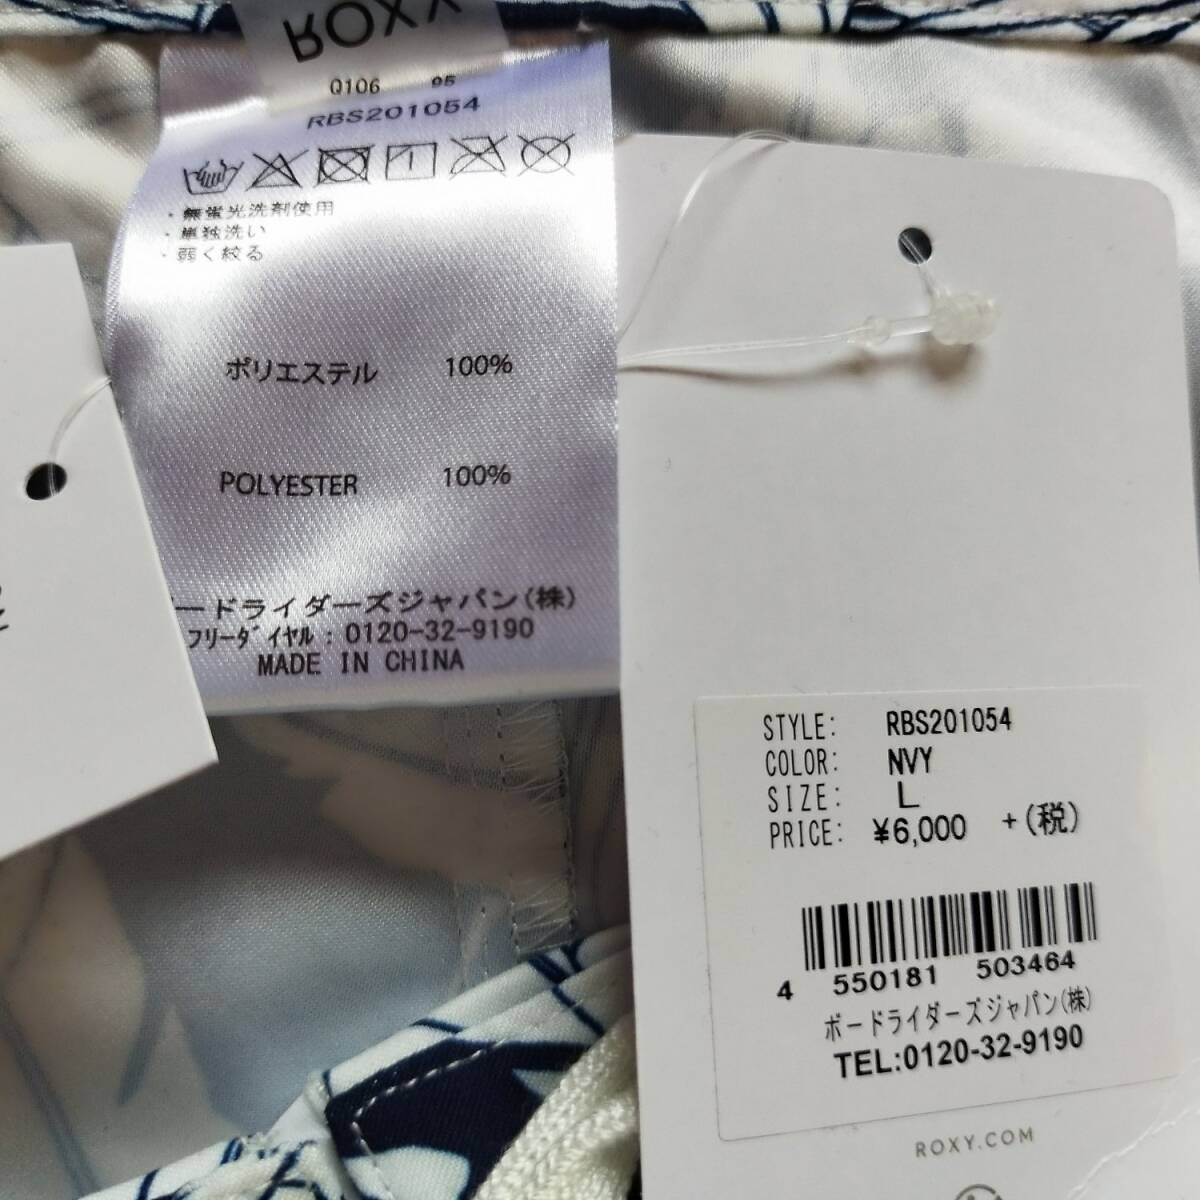 ROXY
Q106 95
RBS201054
・無蛍光洗剤使用
・単独洗い
・弱く絞る
ポリエステル 100%
POLYESTER 100%
ードライダーズジャパン(株)
フリーダイヤル : 0120-32-9190
MADE IN CHINA
STYLE: RBS201054
COLOR: NVY
SIZE: L
PRICE: ¥6,000 +(税)
4 550181 503464
ボードライダーズジャパン(株)
TEL:0120-32-9190
ROXY.COM